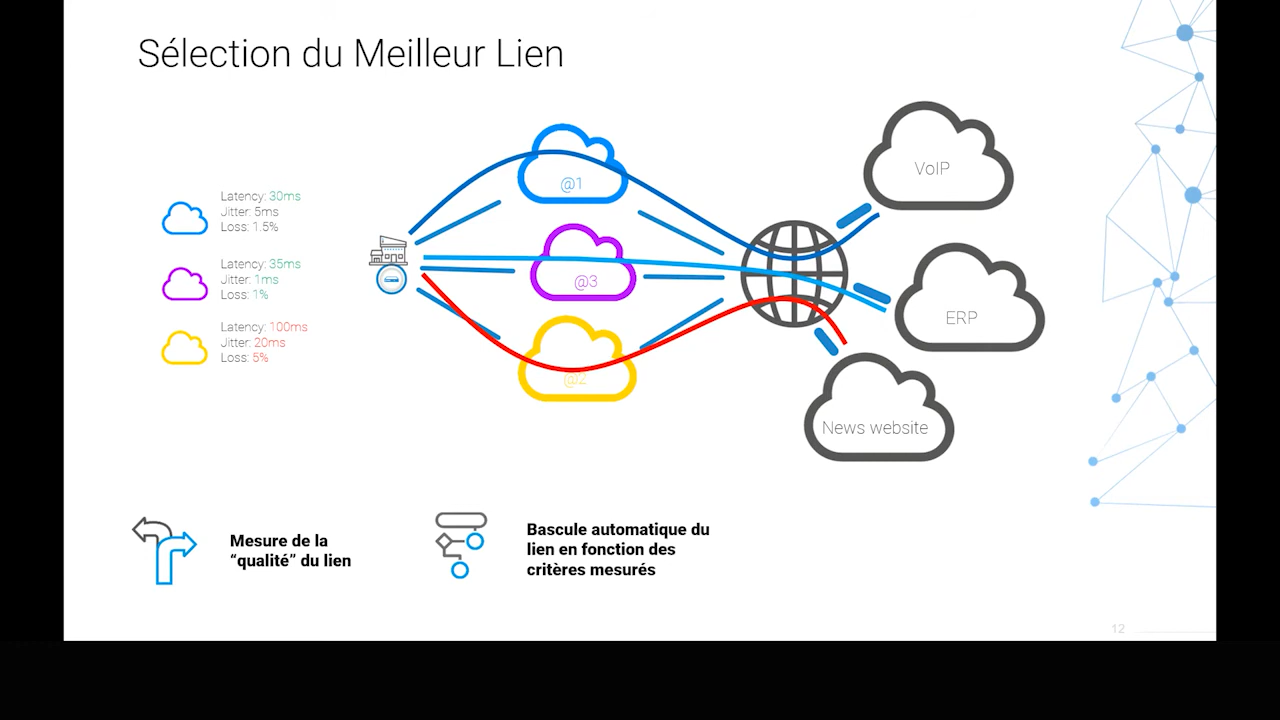 Sélection du Meilleur Lien
Latency: 30ms
Jitter: 5ms
Loss: 1.5%
Latency: 35ms
Jitter: 1ms
Loss: 1%
Latency: 100ms
Jitter: 20ms
Loss: 5%
@1
@3
@2
VoIP
ERP
News website
Mesure de la
“qualité” du lien
Bascule automatique du
lien en fonction des
critères mesurés
12